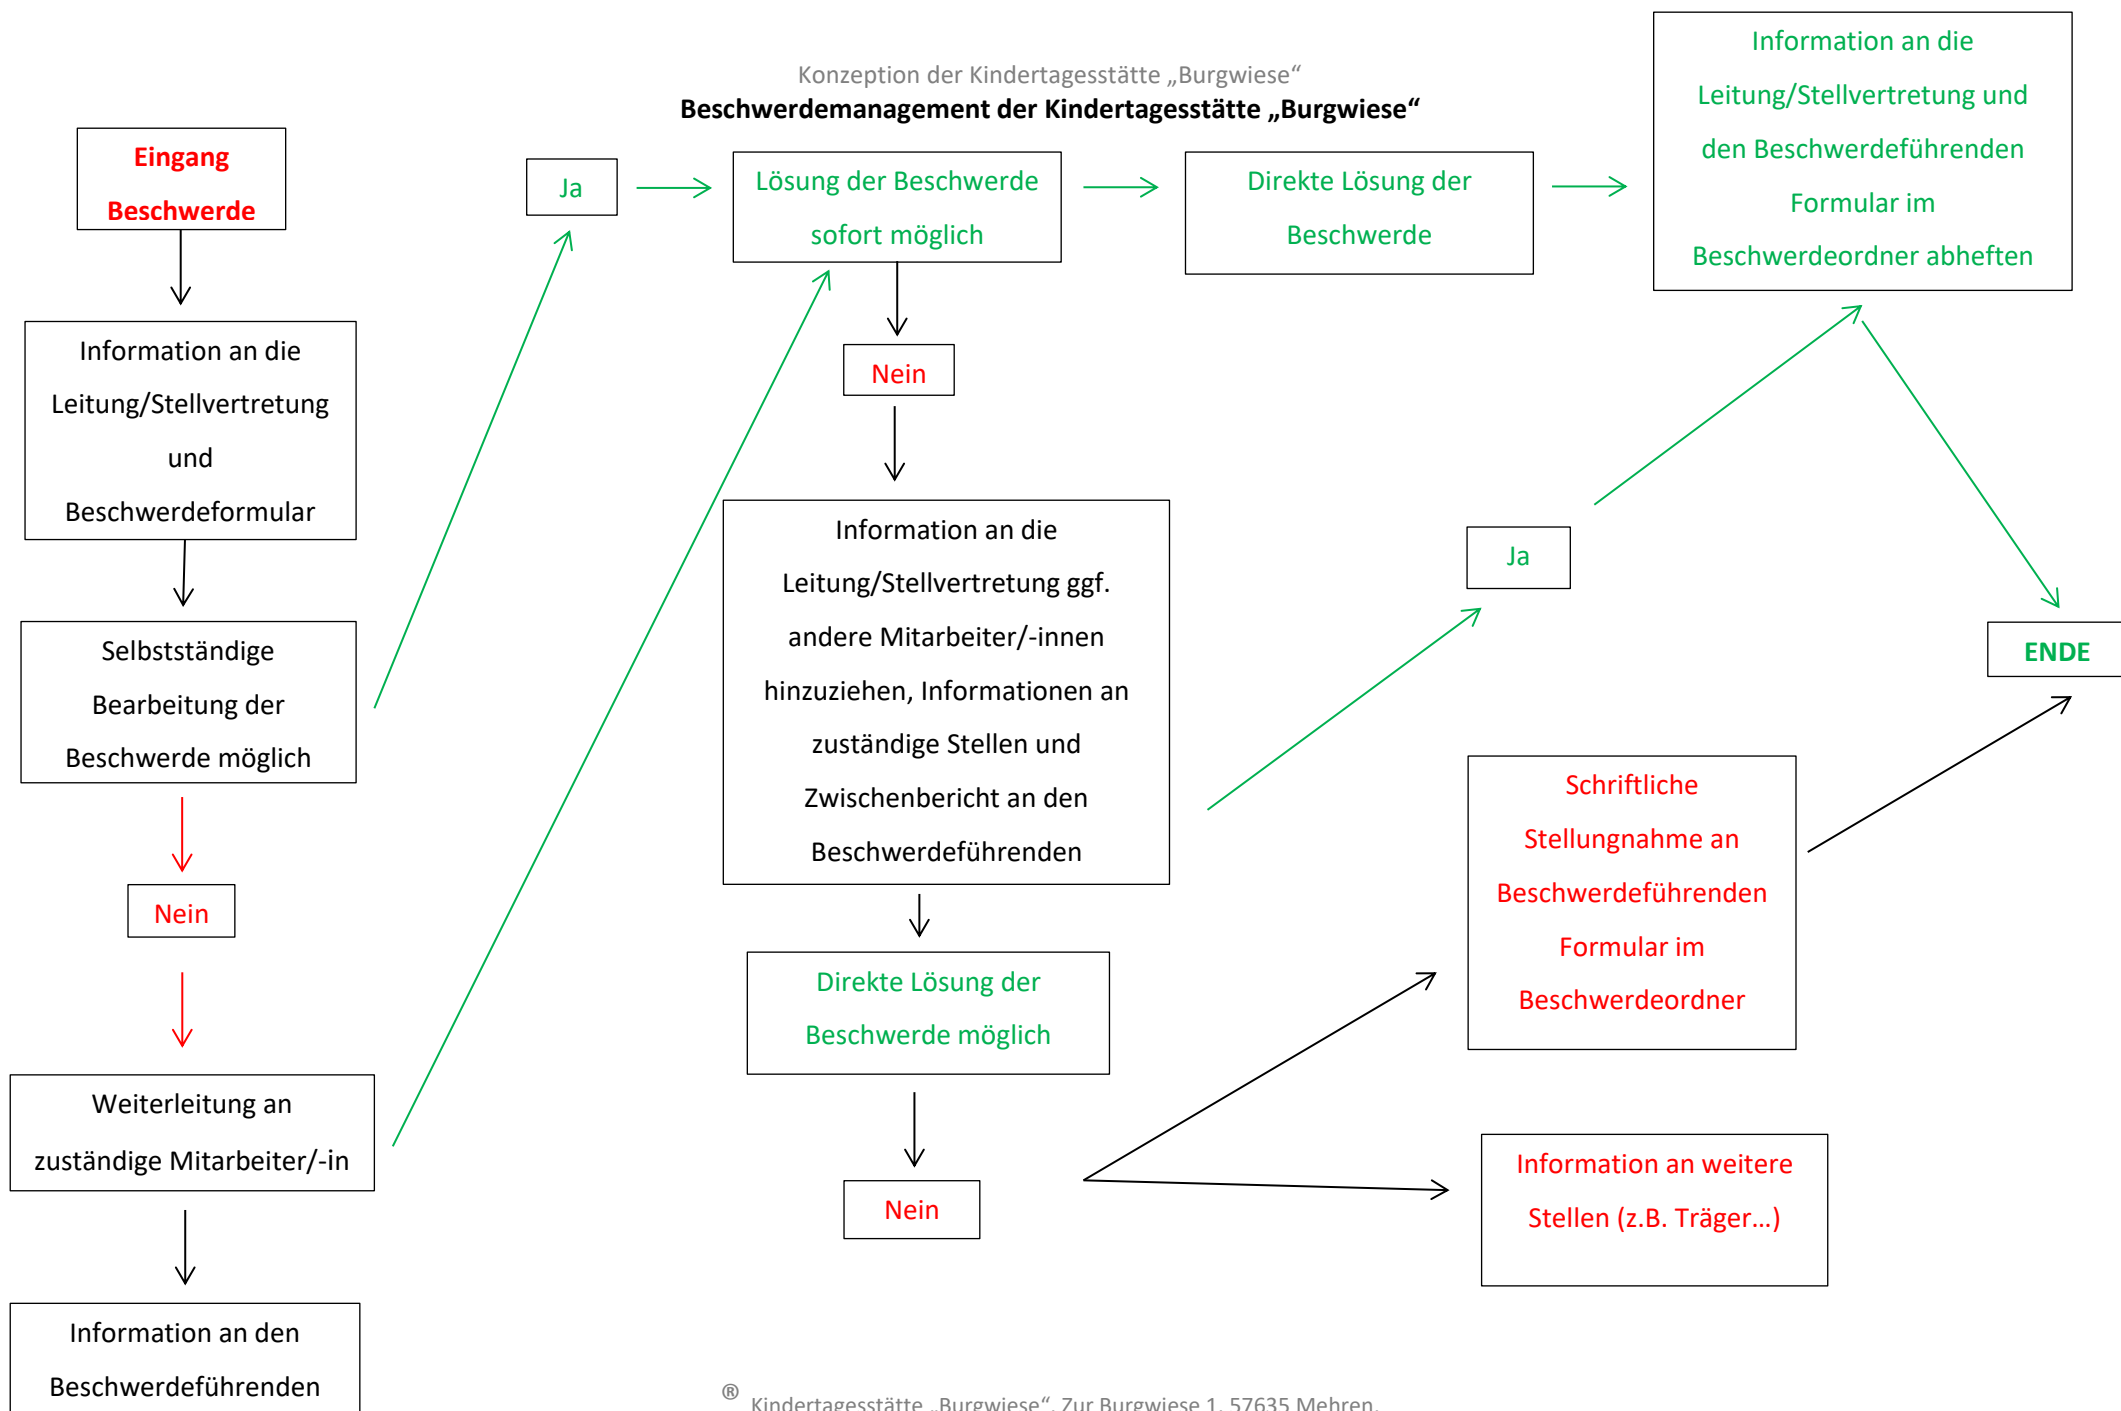 Konzeption der Kindertagesstätte „Burgwiese“
Beschwerdemanagement der Kindertagesstätte „Burgwiese“
Eingang
Beschwerde
Information an die
Leitung/Stellvertretung
und
Beschwerdeformular
Selbstständige
Bearbeitung der
Beschwerde möglich
Nein
Weiterleitung an
zuständige Mitarbeiter/-in
Information an den
Beschwerdeführenden
Ja
Lösung der Beschwerde
sofort möglich
Nein
Information an die
Leitung/Stellvertretung ggf.
andere Mitarbeiter/-innen
hinzuziehen, Informationen an
zuständige Stellen und
Zwischenbericht an den
Beschwerdeführenden
Direkte Lösung der
Beschwerde möglich
Nein
Direkte Lösung der
Beschwerde
Information an die
Leitung/Stellvertretung und
den Beschwerdeführenden
Formular im
Beschwerdeordner abheften
Ja
ENDE
Schriftliche
Stellungnahme an
Beschwerdeführenden
Formular im
Beschwerdeordner
Information an weitere
Stellen (z.B. Träger…)
® Kindertagesstätte „Burgwiese“, Zur Burgwiese 1, 57635 Mehren,